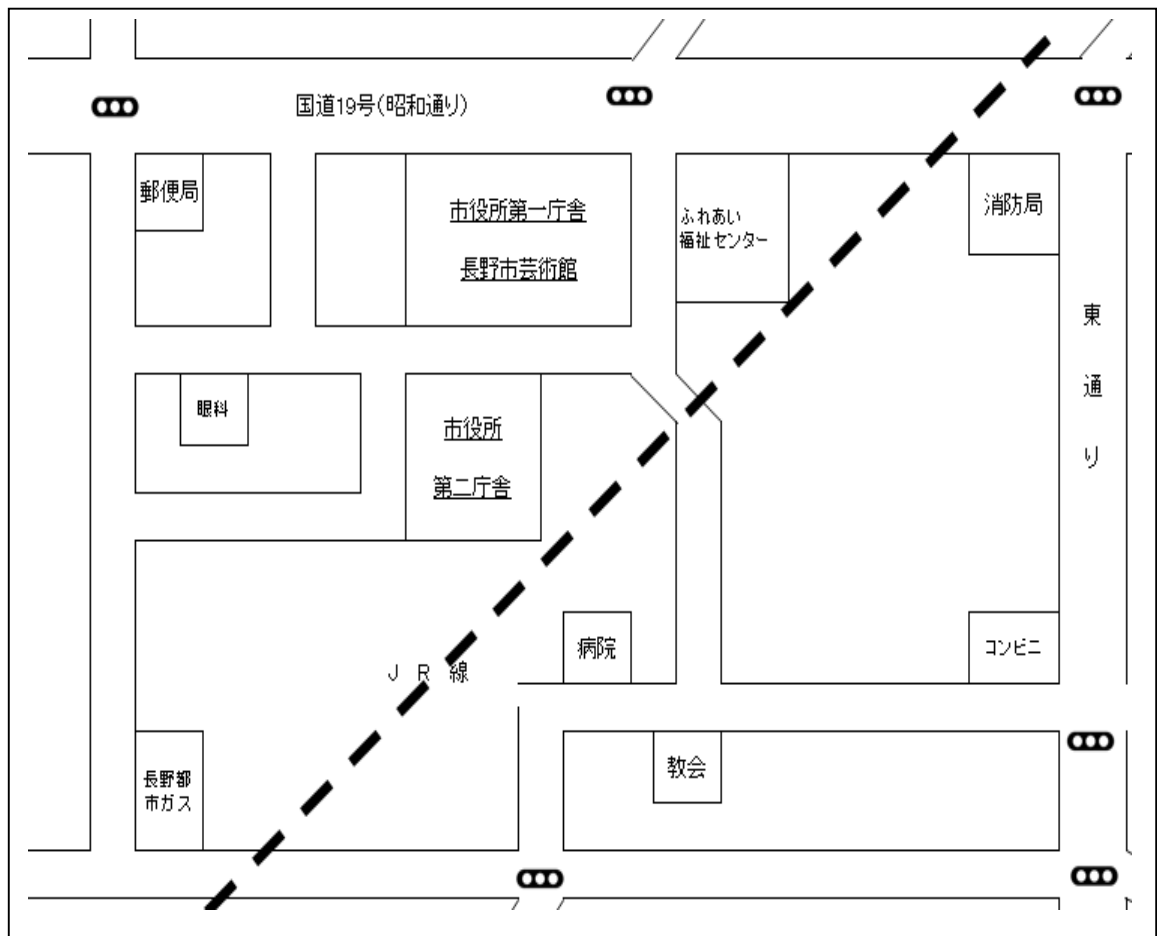 国道19号(昭和通り)
郵便局
市役所第一庁舎
長野市芸術館
ふれあい
福祉センター
消防局
東通り
眼科
市役所
第二庁舎
病院
コンビニ
JR線
長野都
市ガス
教会